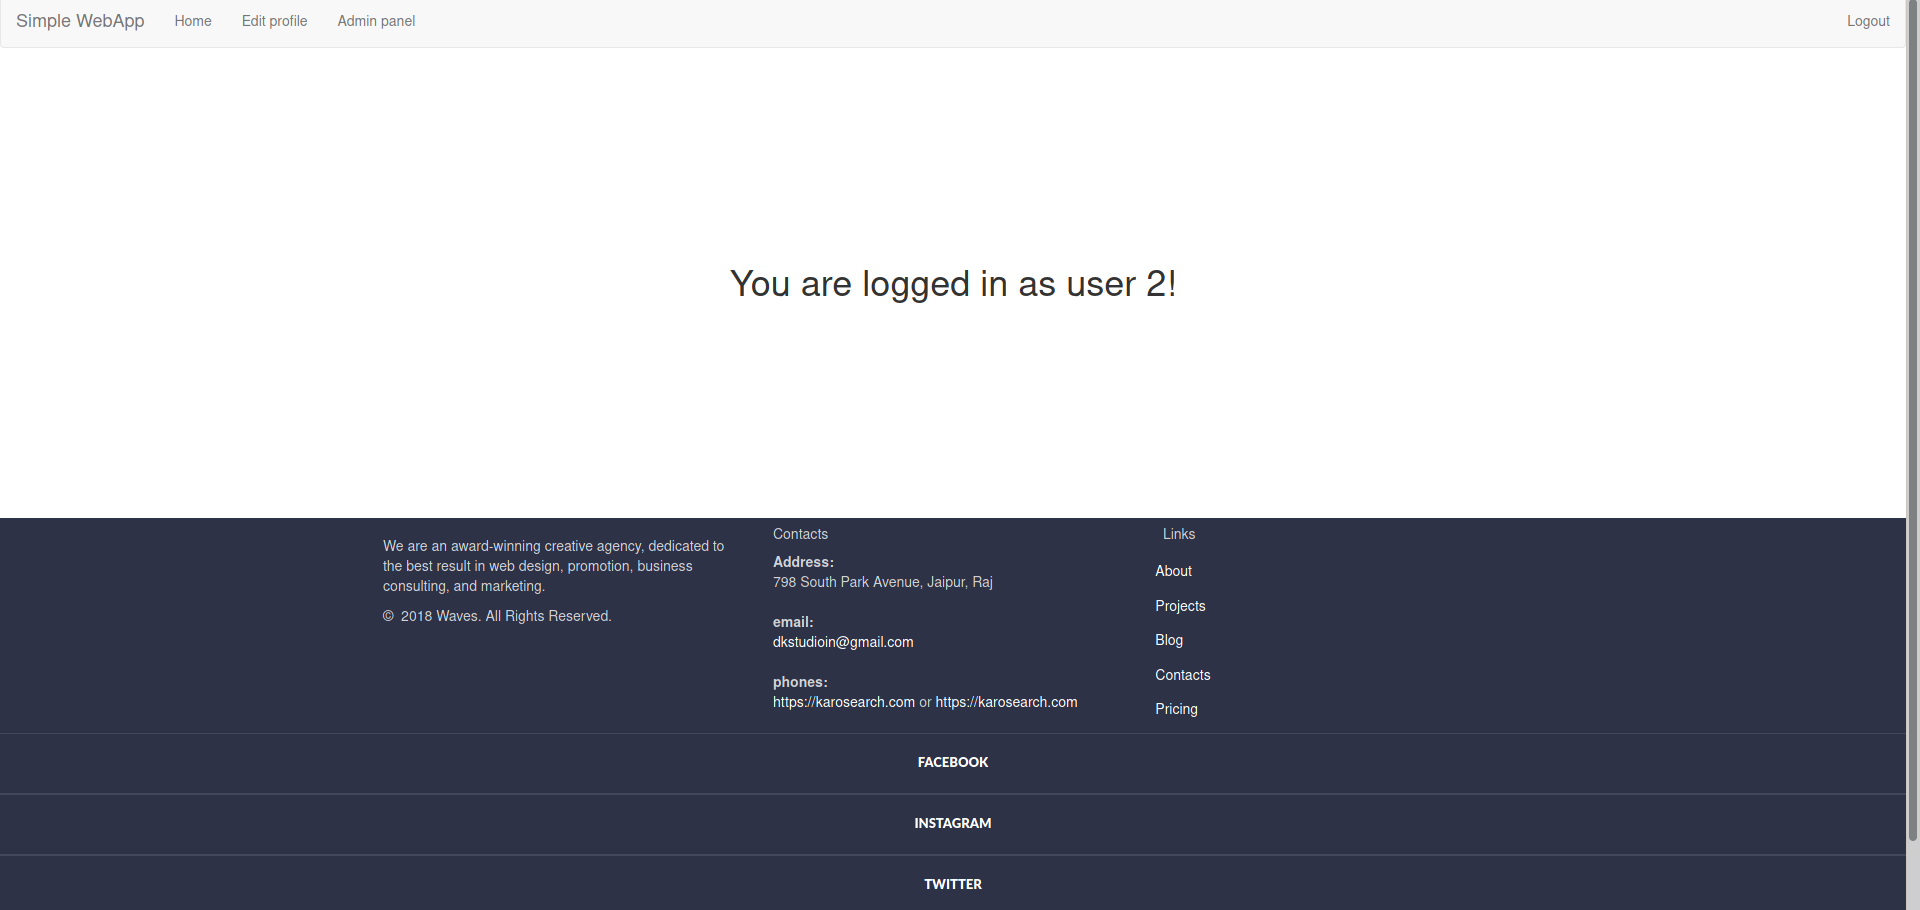 Simple WebApp Home Edit profile Admin panel Logout
You are logged in as user 2!
We are an award-winning creative agency, dedicated to
the best result in web design, promotion, business
consulting, and marketing.
© 2018 Waves. All Rights Reserved.
Contacts
Address:
798 South Park Avenue, Jaipur, Raj
email:
dkstudioin@gmail.com
phones:
https://karosearch.com or https://karosearch.com
Links
About
Projects
Blog
Contacts
Pricing
FACEBOOK
INSTAGRAM
TWITTER